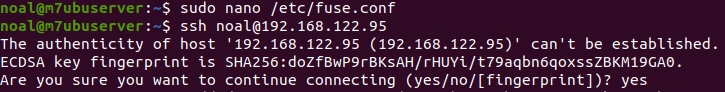 noal@m7ubuserver:~$ sudo nano /etc/fuse.conf
noal@m7ubuserver:~$ ssh noal@192.168.122.95
The authenticity of host '192.168.122.95 (192.168.122.95)' can't be established.
ECDSA key fingerprint is SHA256:doZfBwP9rBKsAH/rHUYi/t79aqbn6qoxssZBKM19GA0.
Are you sure you want to continue connecting (yes/no/[fingerprint])? yes